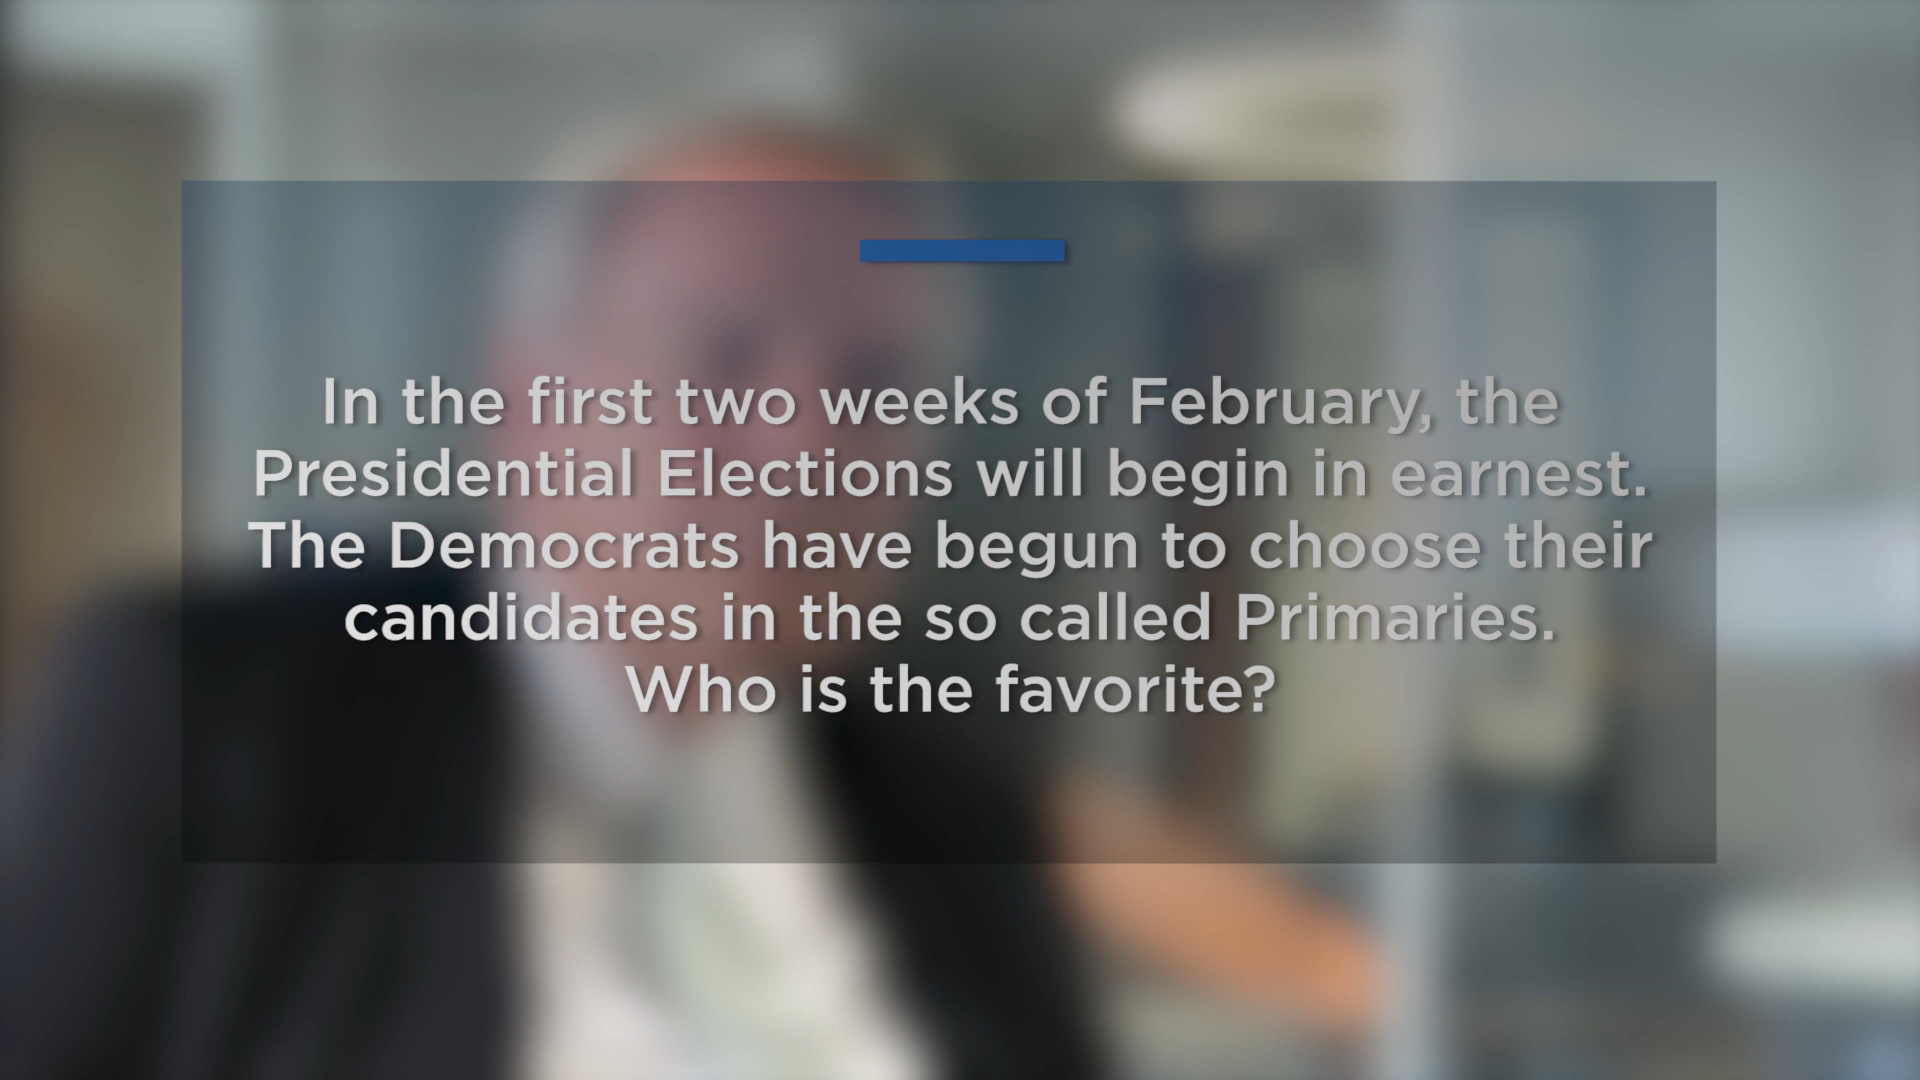 In the first two weeks of February, the
Presidential Elections will begin in earnest.
The Democrats have begun to choose their
candidates in the so called Primaries.
Who is the favorite?